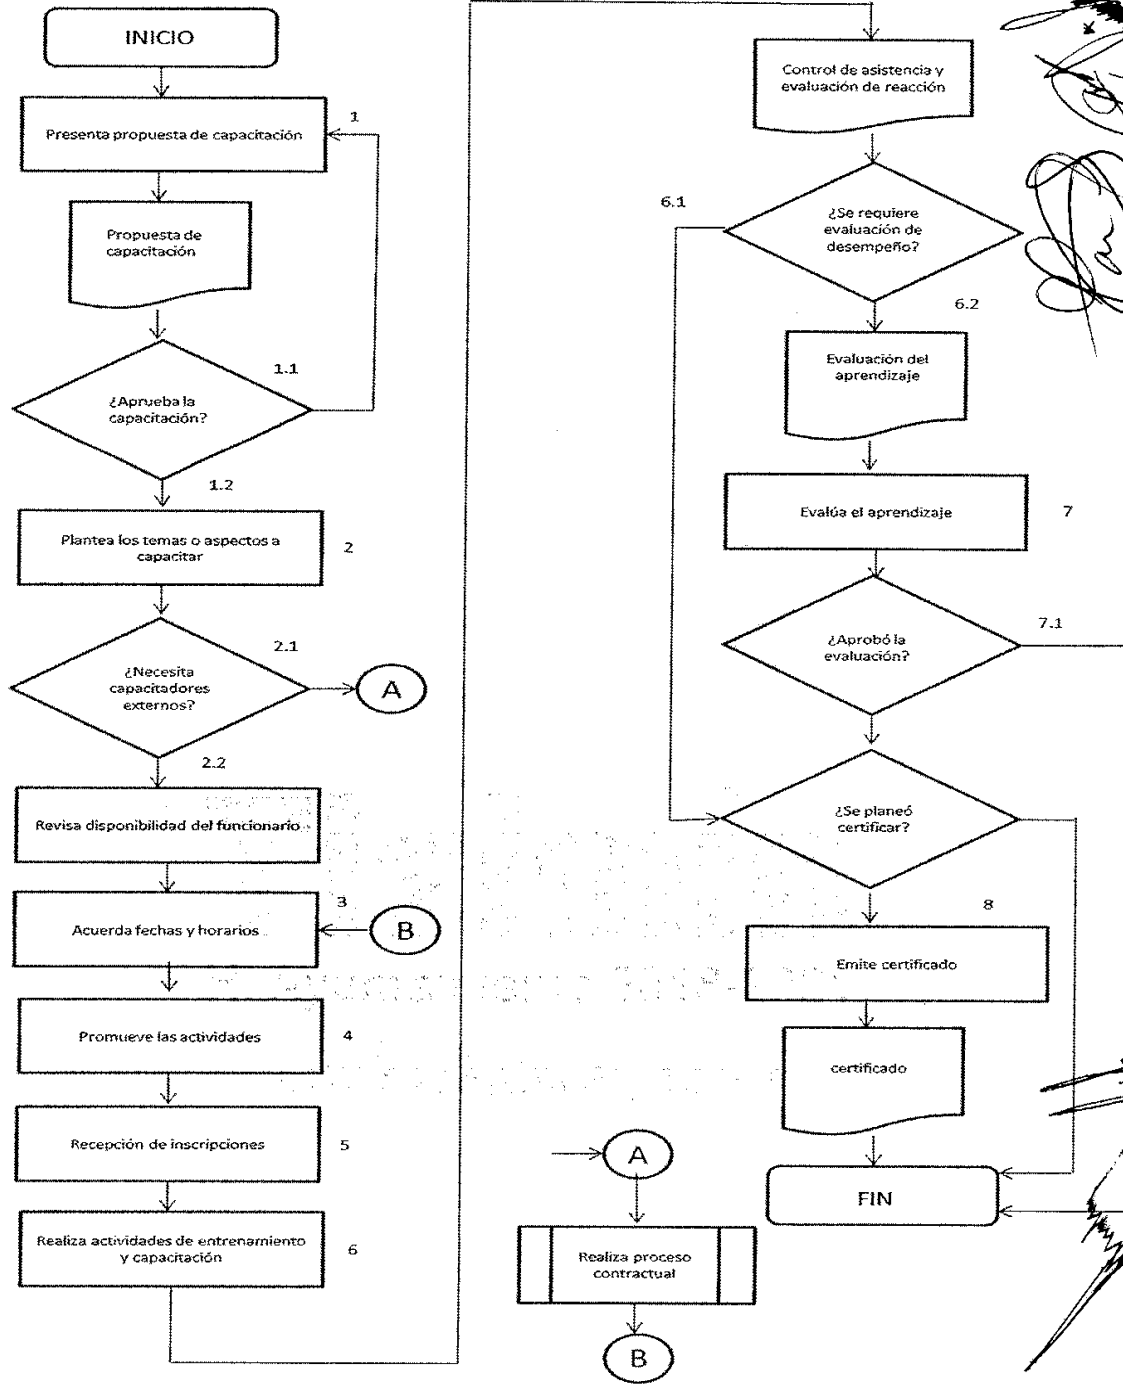 INICIO
1
Presenta propuesta de capacitación
Propuesta de
capacitación
1.1
¿Aprueba la
capacitación?
1.2
Plantea los temas o aspectos a
capacitar
2
2.1
¿Necesita
capacitadores
externos?
A
2.2
Revisa disponibilidad del funcionario
3
Acuerda fechas y horarios
B
Promueve las actividades
4
Recepción de inscripciones
5
Realiza actividades de entrenamiento
y capacitación
6
Control de asistencia y
evaluación de reacción
6.1
¿Se requiere
evaluación de
desempeño?
6.2
Evaluación del
aprendizaje
Evalúa el aprendizaje
7
7.1
¿Aprobó la
evaluación?
¿Se planeó
certificar?
8
Emite certificado
certificado
FIN
A
Realiza proceso
contractual
B